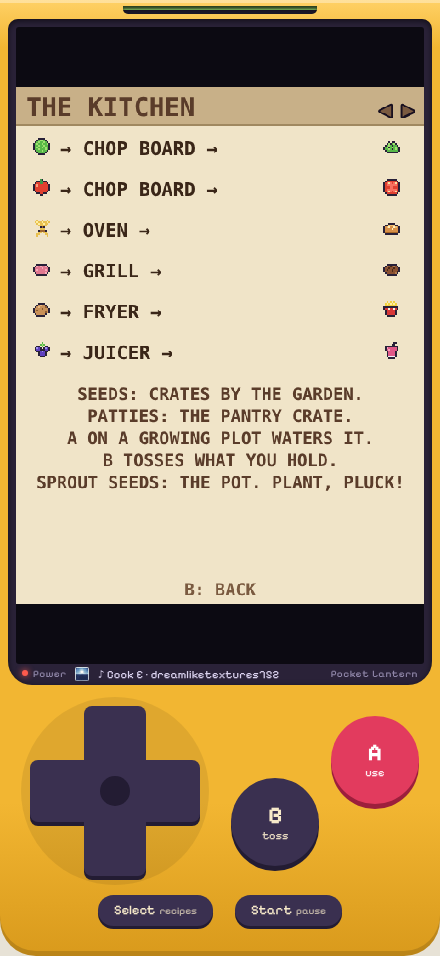 THE KITCHEN
→ CHOP BOARD →
→ CHOP BOARD →
→ OVEN →
→ GRILL →
→ FRYER →
→ JUICER →
SEEDS: CRATES BY THE GARDEN.
PATTIES: THE PANTRY CRATE.
A ON A GROWING PLOT WATERS IT.
B TOSSES WHAT YOU HOLD.
SPROUT SEEDS: THE POT. PLANT, PLUCK!
B: BACK
Power ♪ Cook E · dreamliketextures792 Pocket Lantern
A
use
B
toss
Select recipes Start pause